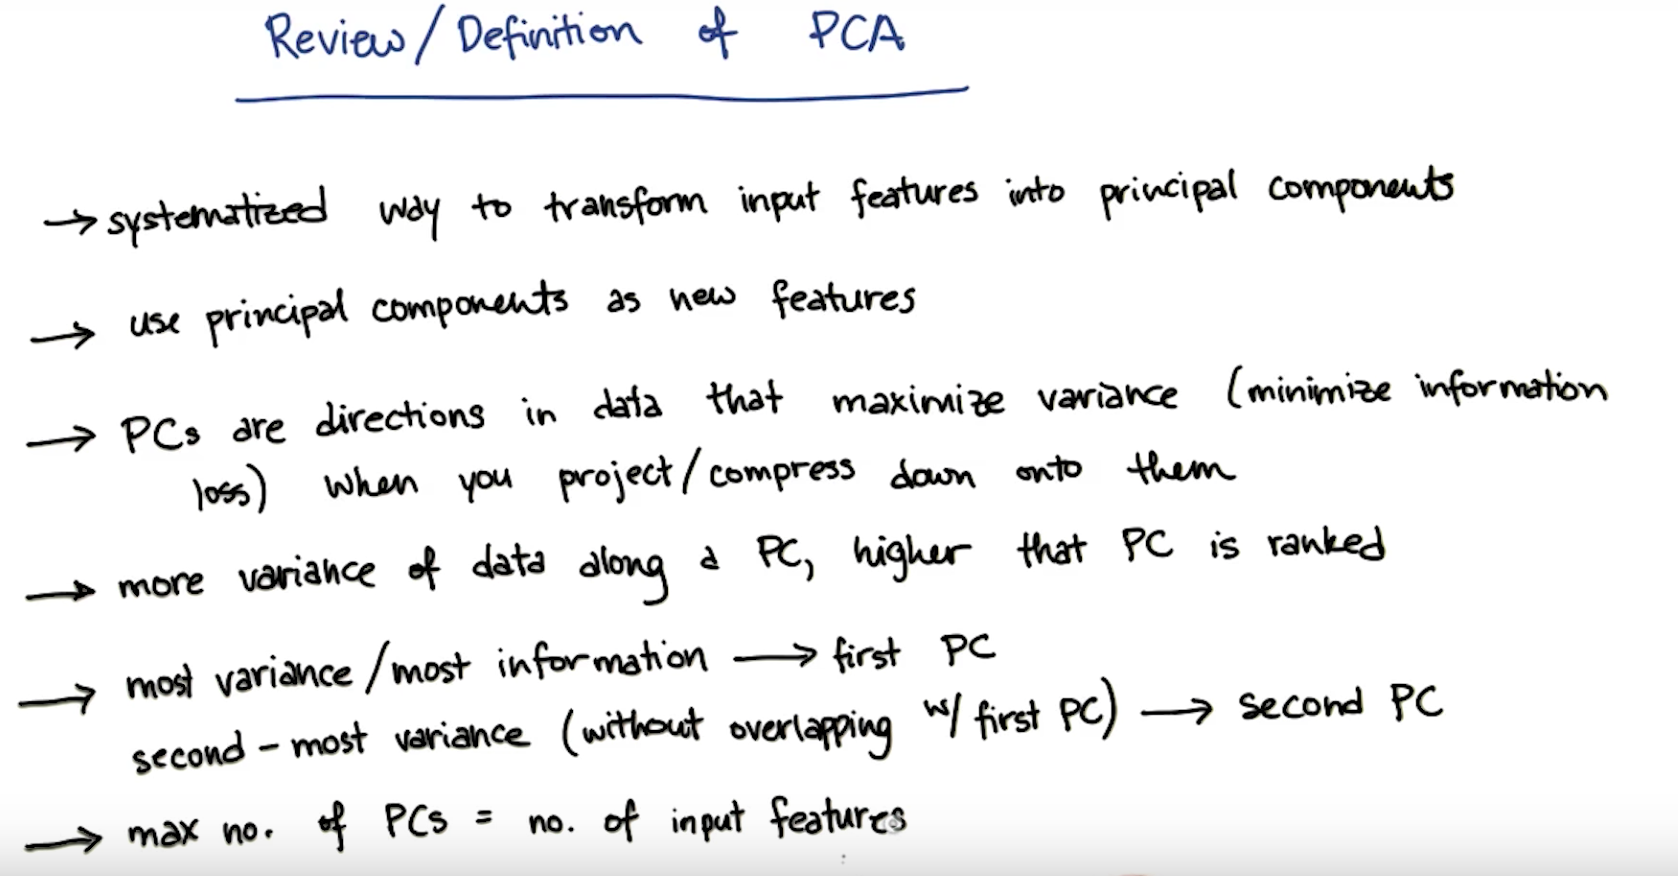 Review/Definition of PCA
→ systematized way to transform input features into principal components
→ use principal components as new features
→ PCs are directions in data that maximize variance (minimize information
loss) when you project/compress down onto them
→ more variance of data along a PC, higher that PC is ranked
→ most variance/most information → first PC
second-most variance (without overlapping w/ first PC) → second PC
→ max no. of PCs = no. of input features